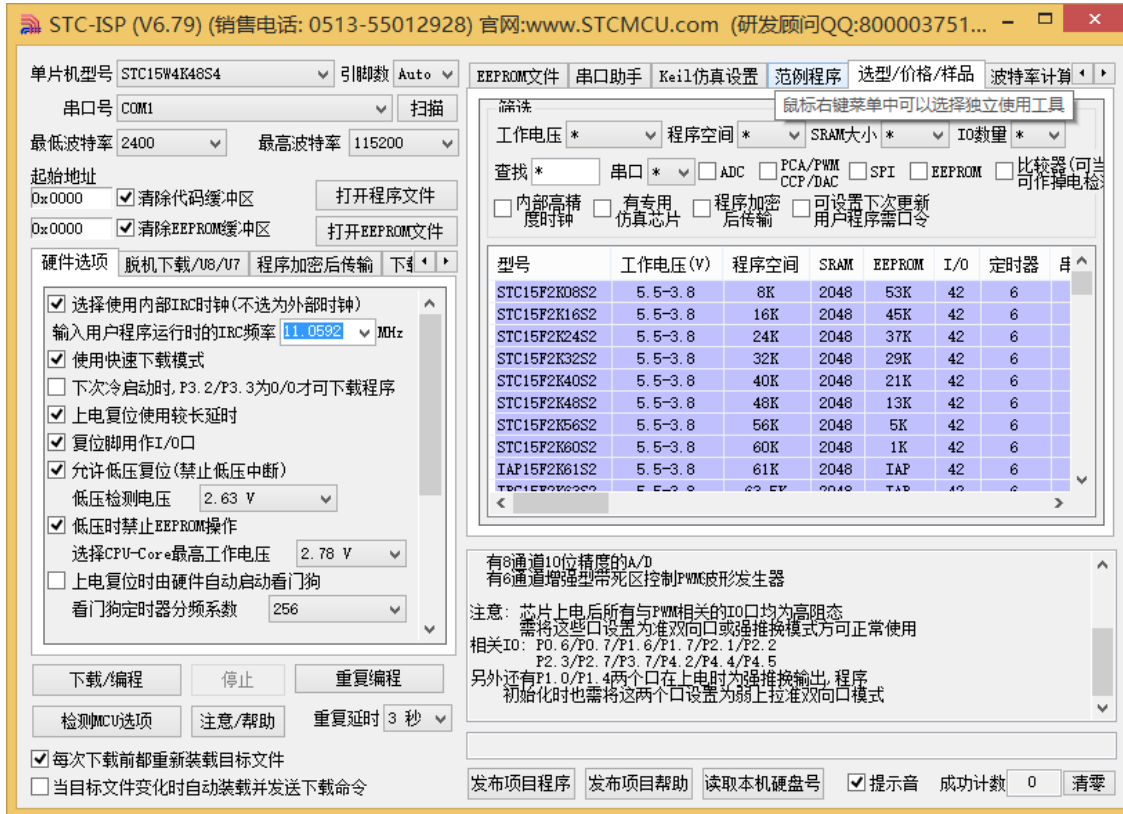 STC-ISP (V6.79) (销售电话: 0513-55012928) 官网:www.STCMCU.com (研发顾问QQ:800003751...
单片机型号 STC15W4K48S4 引脚数 Auto
串口号 COM1 扫描
最低波特率 2400 最高波特率 115200
起始地址
0x0000 清除代码缓冲区 打开程序文件
0x0000 清除EEPROM缓冲区 打开EEPROM文件
硬件选项 脱机下载/U8/U7 程序加密后传输
选择使用内部IRC时钟(不选为外部时钟)
输入用户程序运行时的IRC频率 11.0592 MHz
使用快速下载模式
下次冷启动时,P3.2/P3.3为0/0才可下载程序
上电复位使用较长延时
复位脚用作I/O口
允许低压复位(禁止低压中断)
低压检测电压 2.63 V
低压时禁止EEPROM操作
选择CPU-Core最高工作电压 2.78 V
上电复位时由硬件自动启动看门狗
看门狗定时器分频系数 256
下载/编程 停止 重复编程
检测MCU选项 注意/帮助 重复延时 3 秒
每次下载前都重新装载目标文件
当目标文件变化时自动装载并发送下载命令
EEPROM文件 串口助手 Keil仿真设置 范例程序 选型/价格/样品 波特率计算
鼠标右键菜单中可以选择独立使用工具
筛选
工作电压 * 程序空间 * SRAM大小 * IO数量 *
查找 * 串口 * ADC PCA/PWM CCP/DAC SPI EEPROM 比较器(可当 可作掉电检
内部高精度时钟 有专用仿真芯片 程序加密后传输 可设置下次更新用户程序需口令
型号 工作电压(V) 程序空间 SRAM EEPROM I/O 定时器 串
STC15F2K08S2 5.5-3.8 8K 2048 53K 42 6
STC15F2K16S2 5.5-3.8 16K 2048 45K 42 6
STC15F2K24S2 5.5-3.8 24K 2048 37K 42 6
STC15F2K32S2 5.5-3.8 32K 2048 29K 42 6
STC15F2K40S2 5.5-3.8 40K 2048 21K 42 6
STC15F2K48S2 5.5-3.8 48K 2048 13K 42 6
STC15F2K56S2 5.5-3.8 56K 2048 5K 42 6
STC15F2K60S2 5.5-3.8 60K 2048 1K 42 6
IAP15F2K61S2 5.5-3.8 61K 2048 IAP 42 6
有8通道10位精度的A/D
有6通道增强型带死区控制PWM波形发生器
注意: 芯片上电后所有与PWM相关的IO口均为高阻态
需将这些口设置为准双向口或强推挽模式方可正常使用
相关IO: P0.6/P0.7/P1.6/P1.7/P2.1/P2.2
P2.3/P2.7/P3.7/P4.2/P4.4/P4.5
另外还有P1.0/P1.4两个口在上电时为强推挽输出,程序
初始化时也需将这两个口设置为弱上拉准双向口模式
发布项目程序 发布项目帮助 读取本机硬盘号 提示音 成功计数 0 清零